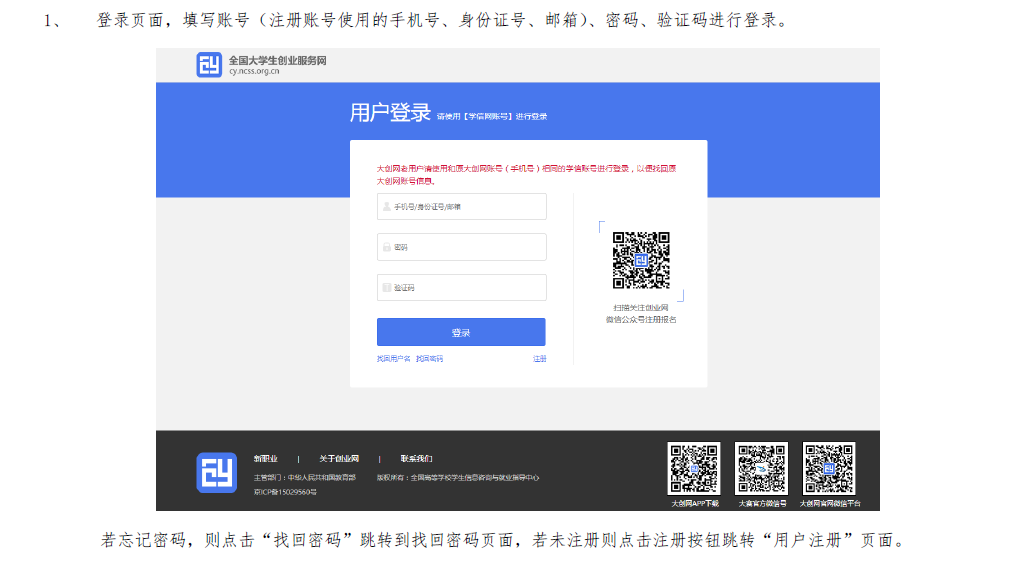 1、 登录页面，填写账号（注册账号使用的手机号、身份证号、邮箱）、密码、验证码进行登录。
全国大学生创业服务网
cy.ncss.org.cn
用户登录 请使用【学信网账号】进行登录
大创网老用户请使用和原大创网账号（手机号）相同的学信账号进行登录，以便找回原
大创网账号信息。
手机号/身份证号/邮箱
密码
验证码
登录
找回用户名 找回密码 注册
扫描关注创业网
微信公众号注册报名
新职业 | 关于创业网 | 联系我们
主管部门：中华人民共和国教育部 版权所有：全国高等学校学生信息咨询与就业指导中心
京ICP备15029560号
大创网APP下载 大赛官方微信号 大创网官网微信平台
若忘记密码，则点击“找回密码”跳转到找回密码页面，若未注册则点击注册按钮跳转“用户注册”页面。